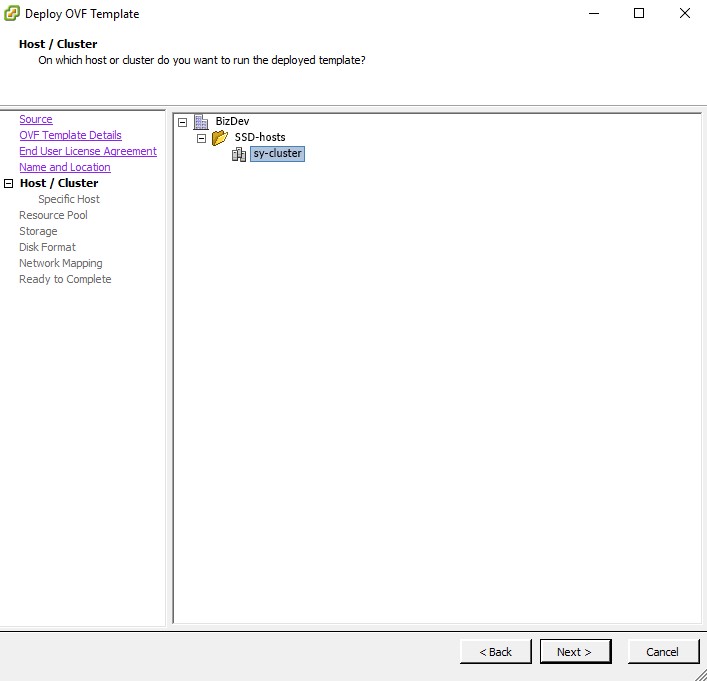 Deploy OVF Template
Host / Cluster
On which host or cluster do you want to run the deployed template?
Source
OVF Template Details
End User License Agreement
Name and Location
Host / Cluster
Specific Host
Resource Pool
Storage
Disk Format
Network Mapping
Ready to Complete
BizDev
SSD-hosts
sy-cluster
< Back
Next >
Cancel